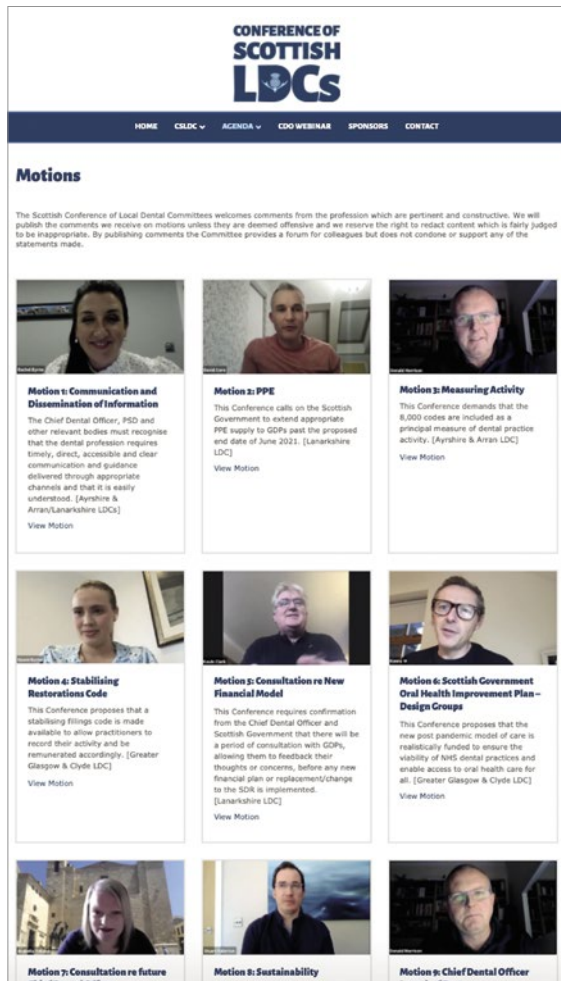 CONFERENCE OF
SCOTTISH
LDCs
HOME CSLDC AGENDA CDO WEBINAR SPONSORS CONTACT
Motions
The Scottish Conference of Local Dental Committees welcomes comments from the profession which are pertinent and constructive. We will
publish the comments we receive on motions unless they are deemed offensive and we reserve the right to redact content which is fairly judged
to be inappropriate. By publishing comments the Committee provides a forum for colleagues but does not condone or support any of the
statements made.
Motion 1: Communication and
Dissemination of Information
The Chief Dental Officer, PSD and
other relevant bodies must recognise
that the dental profession requires
timely, direct, accessible and clear
communication and guidance
delivered through appropriate
channels and that it is easily
understood. [Ayrshire &
Arran/Lanarkshire LDCs]
View Motion
Motion 2: PPE
This Conference calls on the Scottish
Government to extend appropriate
PPE supply to GDPs past the proposed
end date of June 2021. [Lanarkshire
LDC]
View Motion
Donald Morrison
Motion 3: Measuring Activity
This Conference demands that the
8,000 codes are included as a
principal measure of dental practice
activity. [Ayrshire & Arran LDC]
View Motion
Motion 4: Stabilising
Restorations Code
This Conference proposes that a
stabilising fillings code is made
available to allow practitioners to
record their activity and be
remunerated accordingly. [Greater
Glasgow & Clyde LDC]
View Motion
Motion 5: Consultation re New
Financial Model
This Conference requires confirmation
from the Chief Dental Officer and
Scottish Government that there will be
a period of consultation with GDPs,
allowing them to feedback their
thoughts or concerns, before any new
financial plan or replacement/change
to the SDR is implemented.
[Lanarkshire LDC]
View Motion
Motion 6: Scottish Government
Oral Health Improvement Plan –
Design Groups
This Conference proposes that the
new post pandemic model of care is
realistically funded to ensure the
viability of NHS dental practices and
enable access to oral health care for
all. [Greater Glasgow & Clyde LDC]
View Motion
Motion 7: Consultation re future
Motion 8: Sustainability
Donald Morrison
Motion 9: Chief Dental Officer